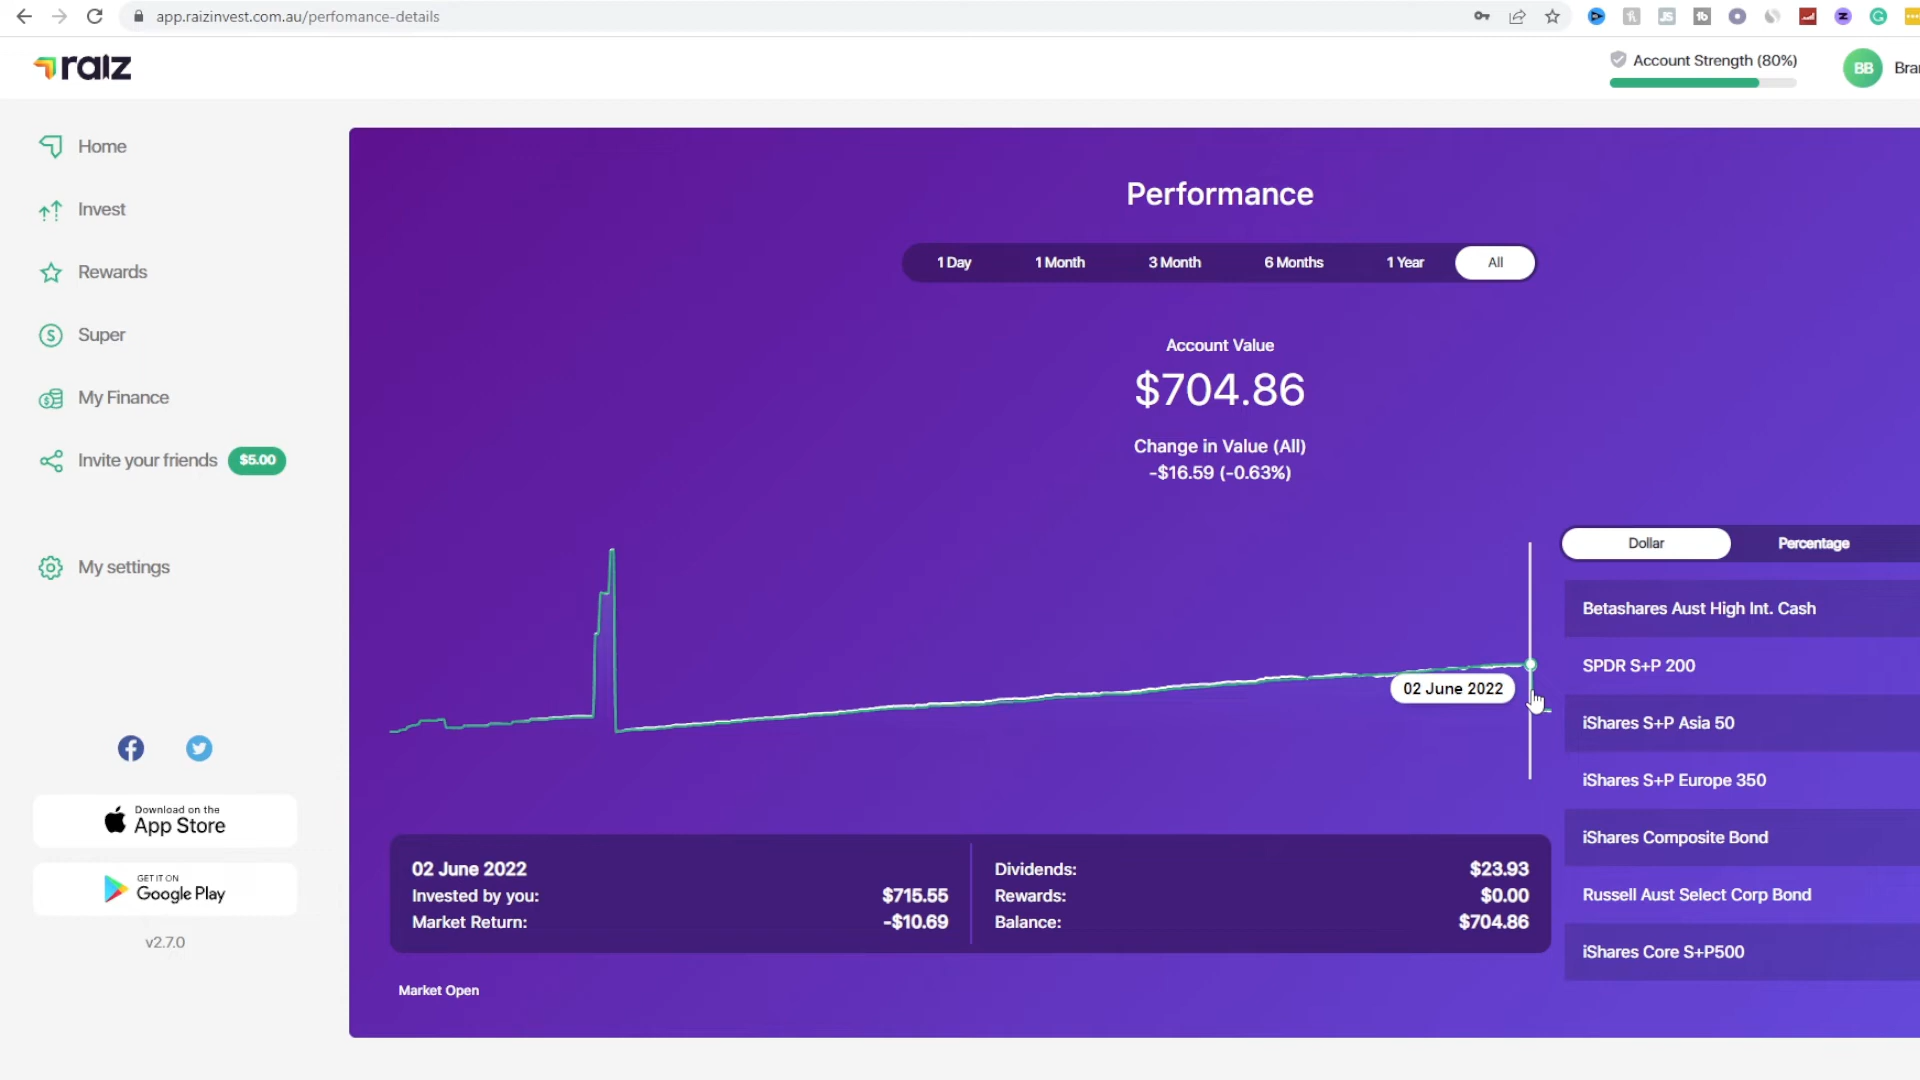 app.raizinvest.com.au/perfomance-details
raiz
Account Strength (80%)
BB
Bra
Home
Invest
Rewards
Super
My Finance
Invite your friends $5.00
My settings
Download on the
App Store
GET IT ON
Google Play
v2.7.0
Performance
1 Day 1 Month 3 Month 6 Months 1 Year All
Account Value
$704.86
Change in Value (All)
-$16.59 (-0.63%)
02 June 2022
Dollar Percentage
Betashares Aust High Int. Cash
SPDR S+P 200
iShares S+P Asia 50
iShares S+P Europe 350
iShares Composite Bond
Russell Aust Select Corp Bond
iShares Core S+P500
02 June 2022
Invested by you: $715.55
Market Return: -$10.69
Dividends: $23.93
Rewards: $0.00
Balance: $704.86
Market Open